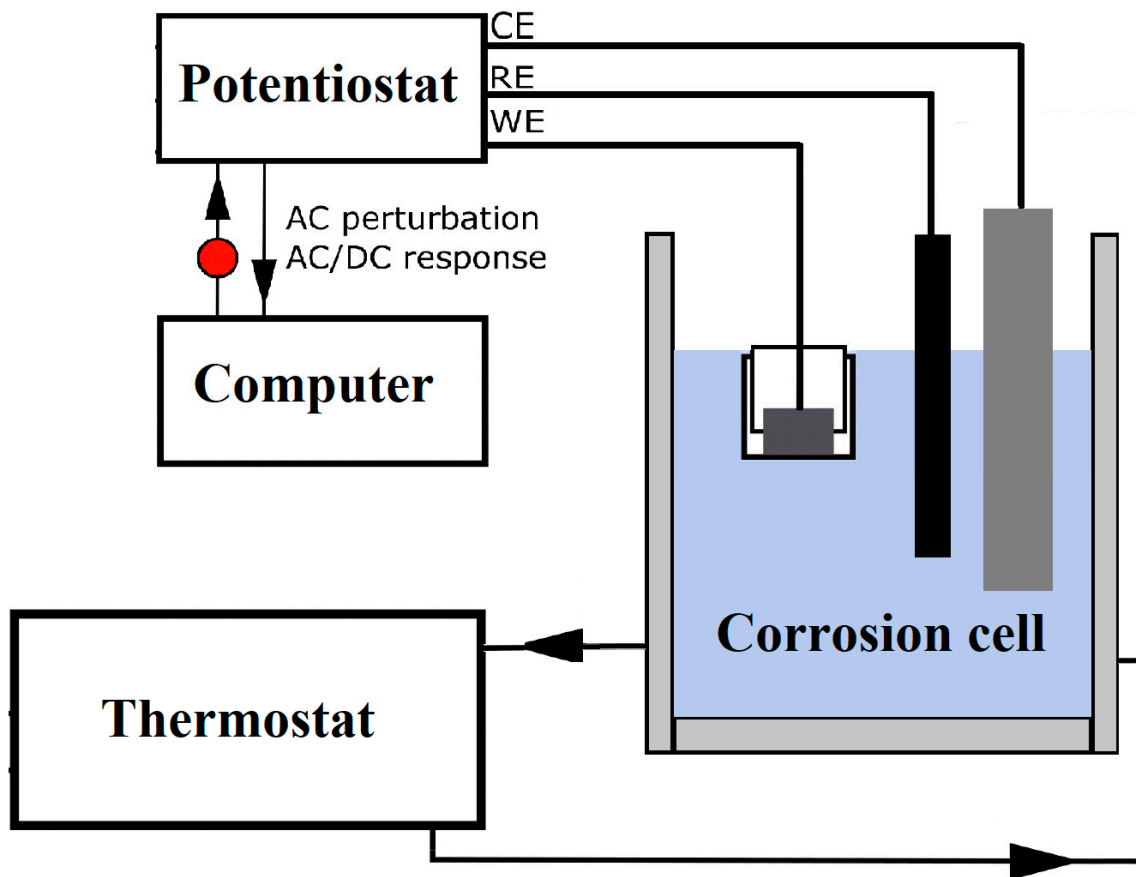 CE
Potentiostat
RE
WE
AC perturbation
AC/DC response
Computer
Corrosion cell
Thermostat